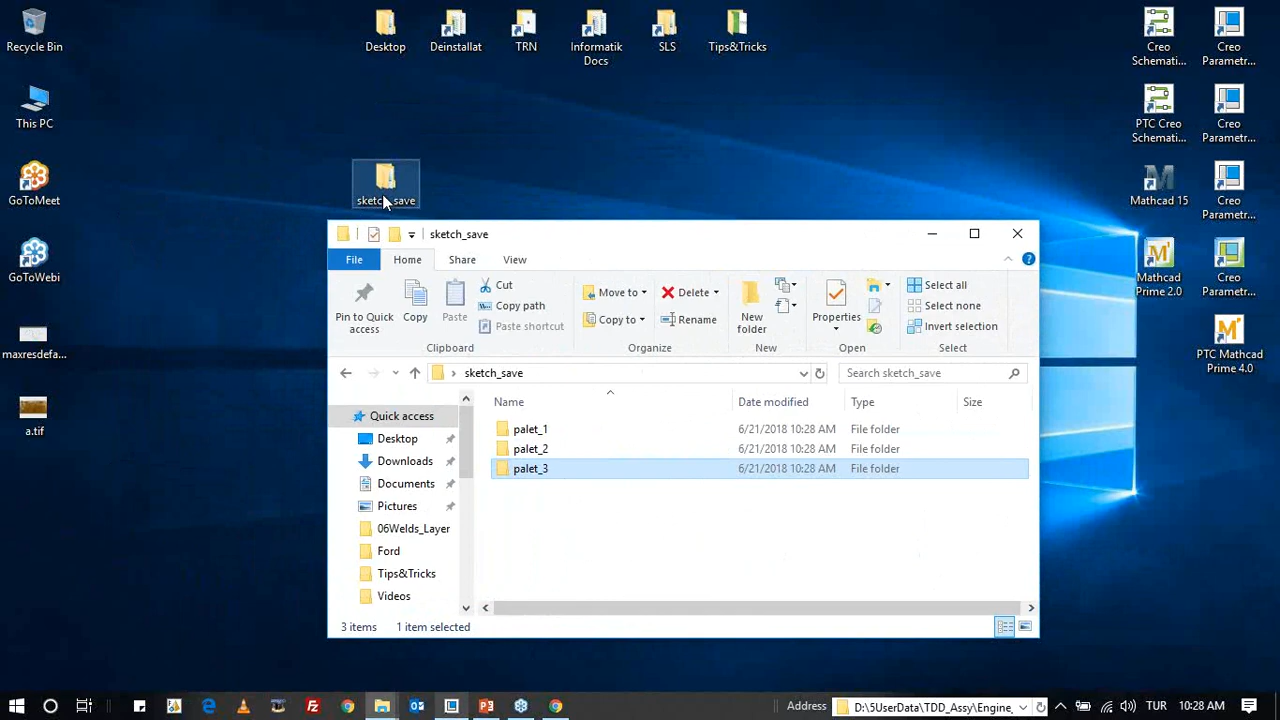 Recycle Bin
Desktop
Deinstallat
TRN
Informatik
Docs
SLS
Tips&Tricks
Creo
Schemati...
Creo
Parametr...
This PC
PTC Creo
Schemati...
Creo
Parametr...
GoToMeet
sketch_save
Mathcad 15
Creo
Parametr...
GoToWebi
Mathcad
Prime 2.0
Creo
Parametr...
maxresdefa...
PTC Mathcad
Prime 4.0
a.tif
sketch_save
File
Home
Share
View
Pin to Quick
access
Copy
Paste
Cut
Copy path
Paste shortcut
Clipboard
Move to
Copy to
Delete
Rename
Organize
New
folder
New
Properties
Open
Select all
Select none
Invert selection
Select
sketch_save
Search sketch_save
Quick access
Desktop
Downloads
Documents
Pictures
06Welds_Layer
Ford
Tips&Tricks
Videos
Name Date modified Type Size
palet_1 6/21/2018 10:28 AM File folder
palet_2 6/21/2018 10:28 AM File folder
palet_3 6/21/2018 10:28 AM File folder
3 items 1 item selected
Address D:\5UserData\TDD_Assy\Engine_
TUR 10:28 AM